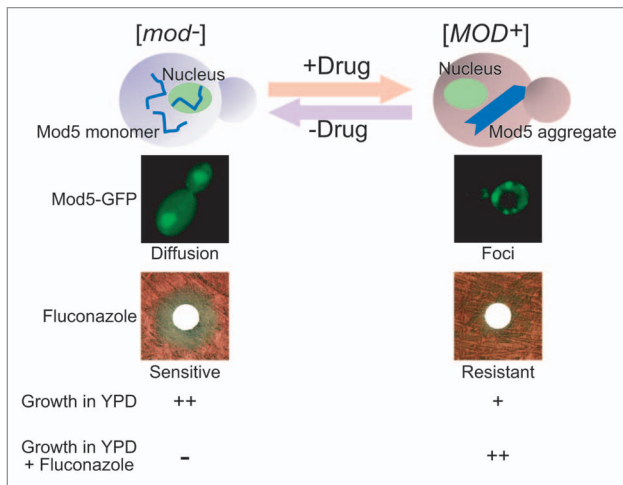 [mod-]
[MOD+]
+Drug
-Drug
Nucleus
Mod5 monomer
Nucleus
Mod5 aggregate
Mod5-GFP
Diffusion
Foci
Fluconazole
Sensitive
Resistant
Growth in YPD
++
+
Growth in YPD
+ Fluconazole
-
++